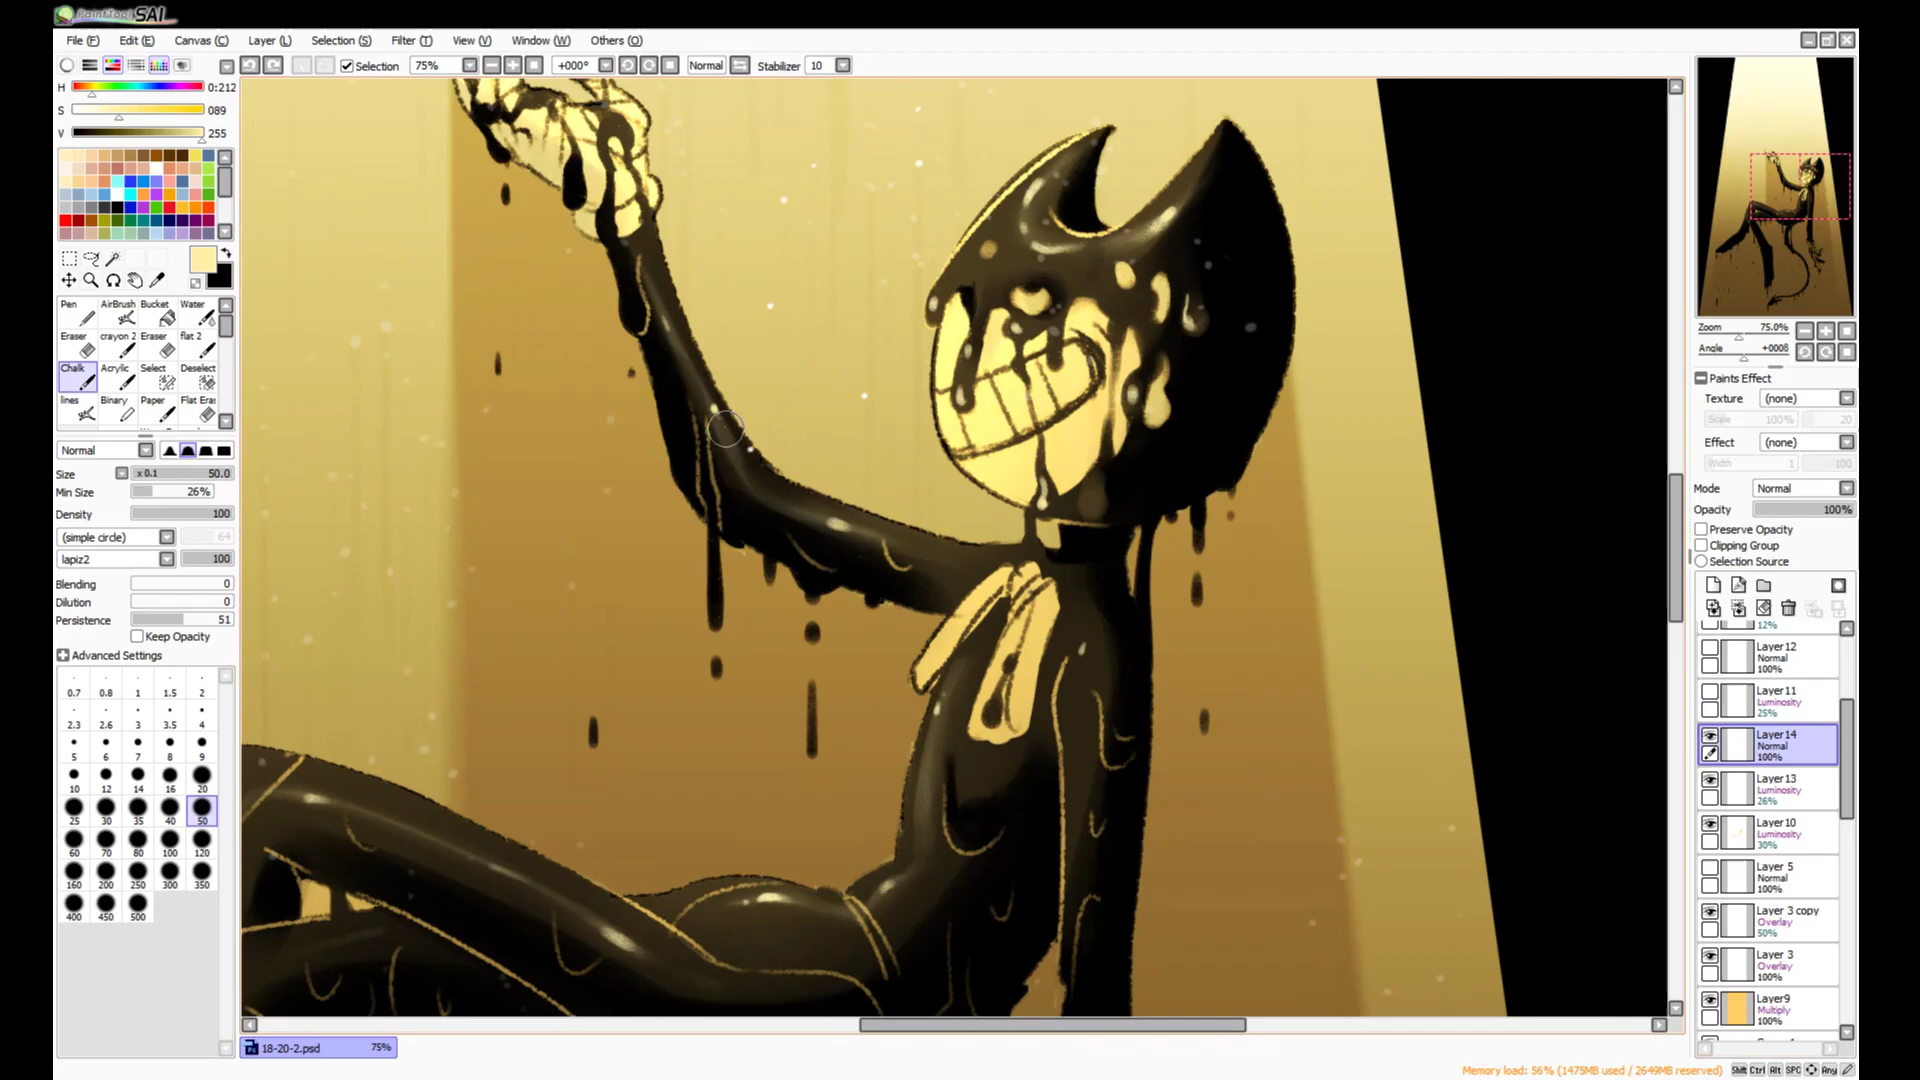 PaintTool SAI
File (F) Edit (E) Canvas (C) Layer (L) Selection (S) Filter (T) View (V) Window (W) Others (O)
Selection 75% +000° Normal Stabilizer 10
H 0:212
S 089
V 255
Pen AirBrush Bucket Water
Eraser crayon 2 Eraser flat 2
Chalk Acrylic Select Deselect
lines Binary Paper Flat Era
Normal
Size x 0.1 50.0
Min Size 26%
Density 100
(simple circle) 64
lapiz2 100
Blending 0
Dilution 0
Persistence 51
Keep Opacity
Advanced Settings
0.7 0.8 1 1.5 2
2.3 2.6 3 3.5 4
5 6 7 8 9
10 12 14 16 20
25 30 35 40 50
60 70 80 100 120
160 200 250 300 350
400 450 500
18-20-2.psd 75%
Zoom 75.0%
Angle +000ß
Paints Effect
Texture (none)
Scale 100% 20
Effect (none)
Width 1 100
Mode Normal
Opacity 100%
Preserve Opacity
Clipping Group
Selection Source
12%
Layer 12
Normal
100%
Layer 11
Luminosity
25%
Layer 14
Normal
100%
Layer 13
Luminosity
26%
Layer 10
Luminosity
30%
Layer 5
Normal
100%
Layer 3 copy
Overlay
50%
Layer 3
Overlay
100%
Layer9
Multiply
100%
Memory load: 56% (1475MB used / 2649MB reserved) Shift Ctrl Alt SPC Any